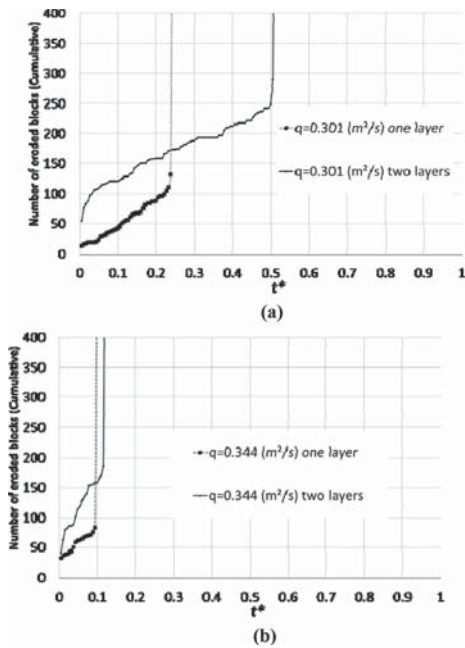 Number of eroded blocks (Cumulative)
400
350
300
250
200
150
100
50
0
q=0.301 (m²/s) one layer
q=0.301 (m²/s) two layers
0 0.1 0.2 0.3 0.4 0.5 0.6 0.7 0.8 0.9 1
t*
(a)
Number of eroded blocks (Cumulative)
400
350
300
250
200
150
100
50
0
q=0.344 (m²/s) one layer
q=0.344 (m²/s) two layers
0 0.1 0.2 0.3 0.4 0.5 0.6 0.7 0.8 0.9 1
t*
(b)